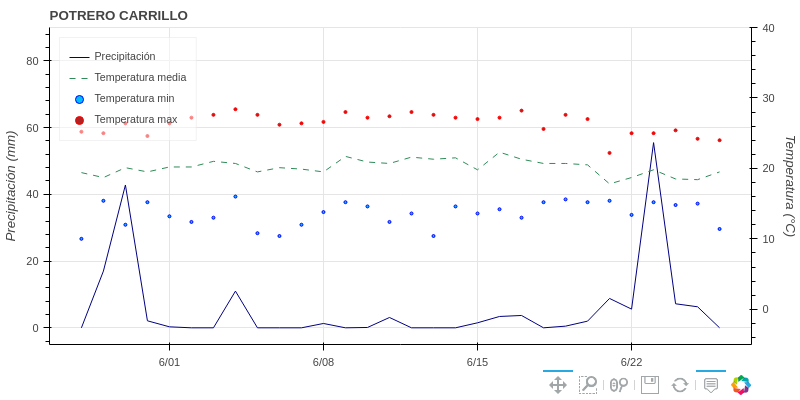 POTRERO CARRILLO
Precipitación
Temperatura media
Temperatura min
Temperatura max
80
60
40
20
0
Precipitación (mm)
40
30
20
10
0
Temperatura (°C)
6/01
6/08
6/15
6/22